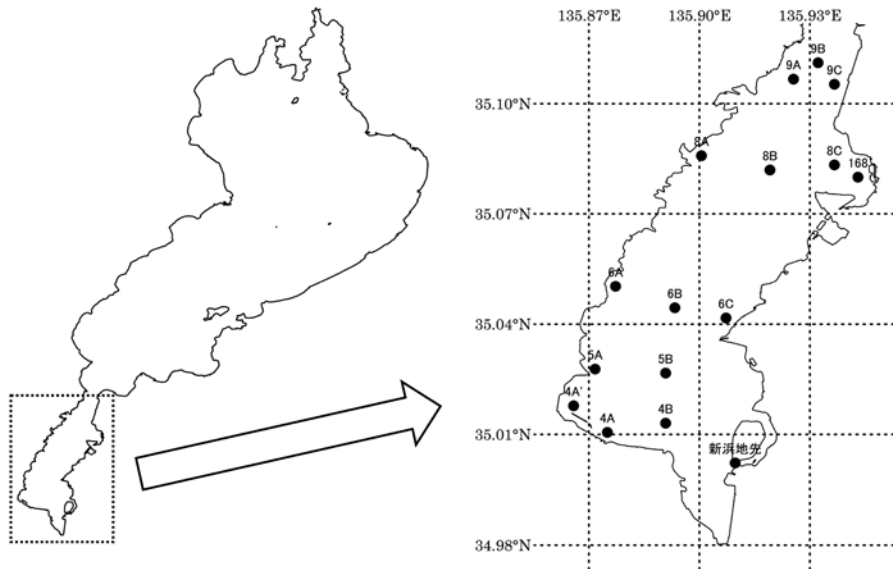 135.87°E 135.90°E 135.93°E
9B
9A
9C
35.10°N
8A
8B
8C
168
35.07°N
6A
6B
6C
35.04°N
5A
5B
4A'
4A
4B
35.01°N
新浜地先
34.98°N